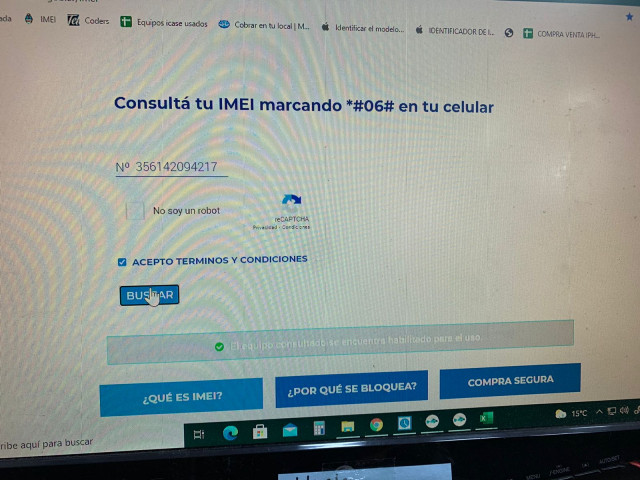 IMEI
Coders
Equipos icase usados
Cobrar en tu local | M...
Identificar el modelo...
IDENTIFICADOR DE I...
COMPRA VENTA IPH...
Consultá tu IMEI marcando *#06# en tu celular
Nº 356142094217
No soy un robot
reCAPTCHA
Privacidad - Condiciones
ACEPTO TERMINOS Y CONDICIONES
BUSCAR
El equipo consultado se encuentra habilitado para el uso.
¿QUÉ ES IMEI?
¿POR QUÉ SE BLOQUEA?
COMPRA SEGURA
ribe aquí para buscar
15°C
MENU